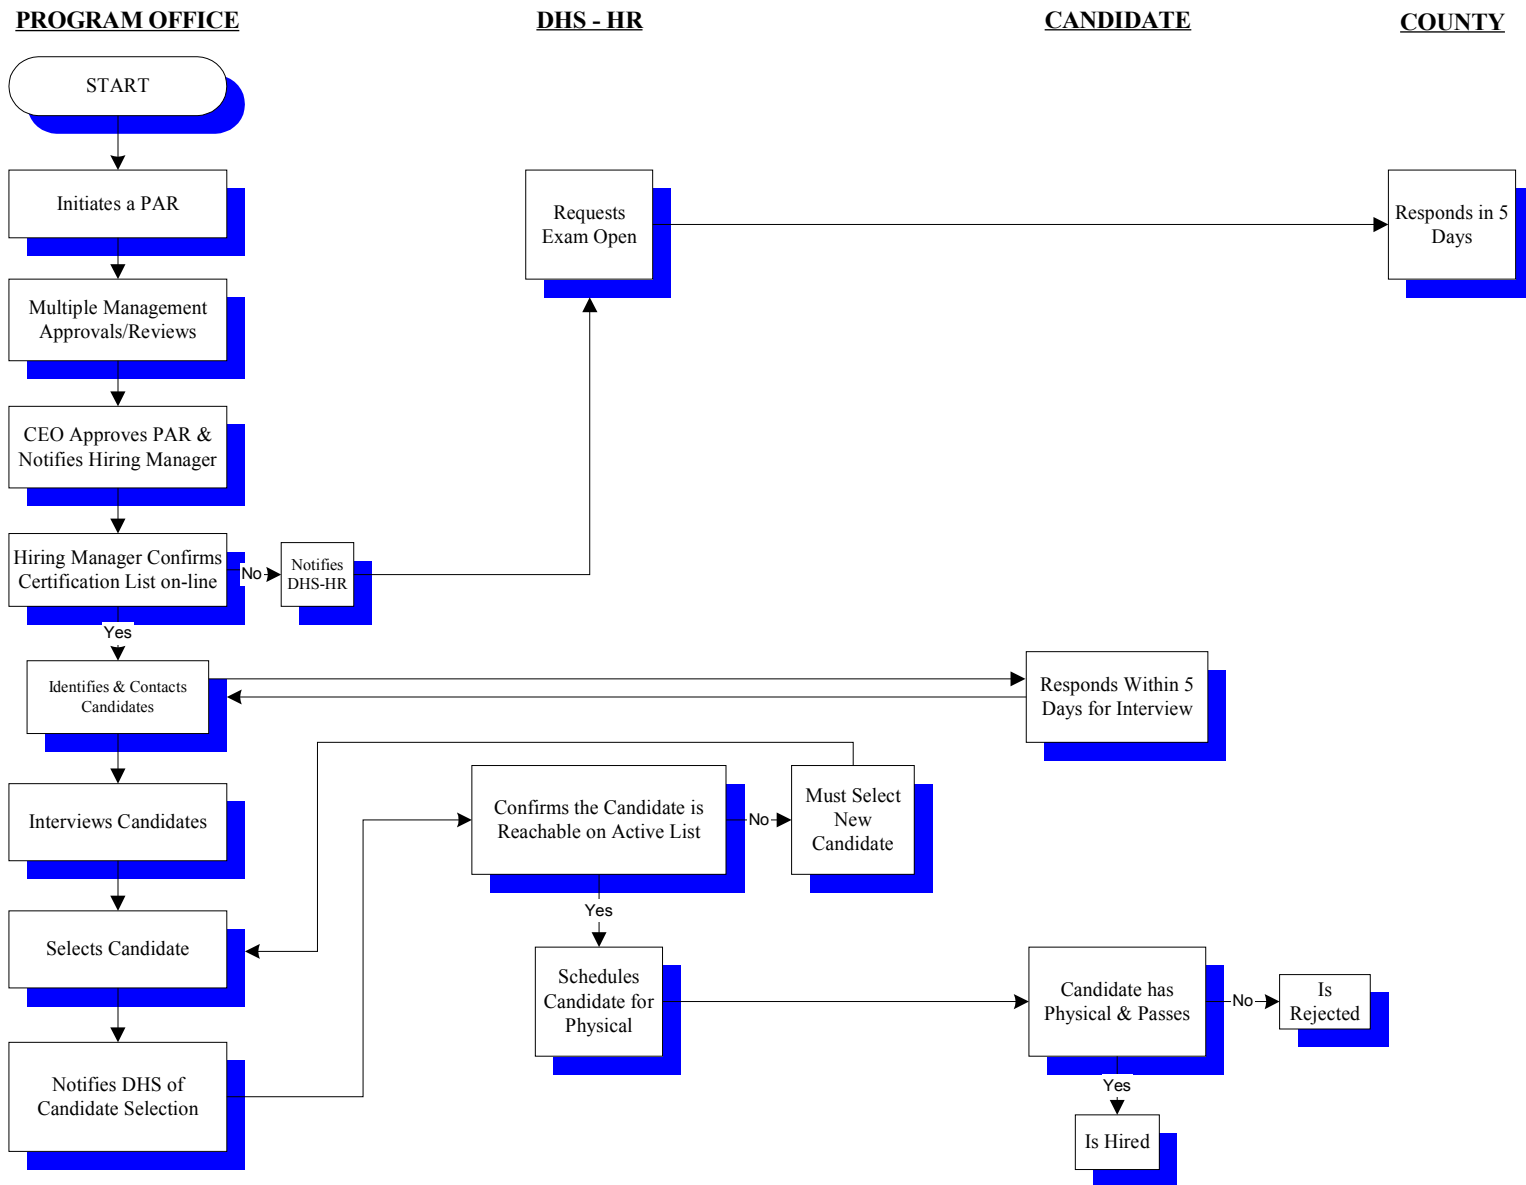 PROGRAM OFFICE
DHS - HR
CANDIDATE
COUNTY
START
Initiates a PAR
Requests
Exam Open
Responds in 5
Days
Multiple Management
Approvals/Reviews
CEO Approves PAR &
Notifies Hiring Manager
Hiring Manager Confirms
Certification List on-line
No
Notifies
DHS-HR
Yes
Identifies & Contacts
Candidates
Responds Within 5
Days for Interview
Interviews Candidates
Confirms the Candidate is
Reachable on Active List
No
Must Select
New
Candidate
Yes
Selects Candidate
Schedules
Candidate for
Physical
Candidate has
Physical & Passes
No
Is
Rejected
Notifies DHS of
Candidate Selection
Yes
Is Hired